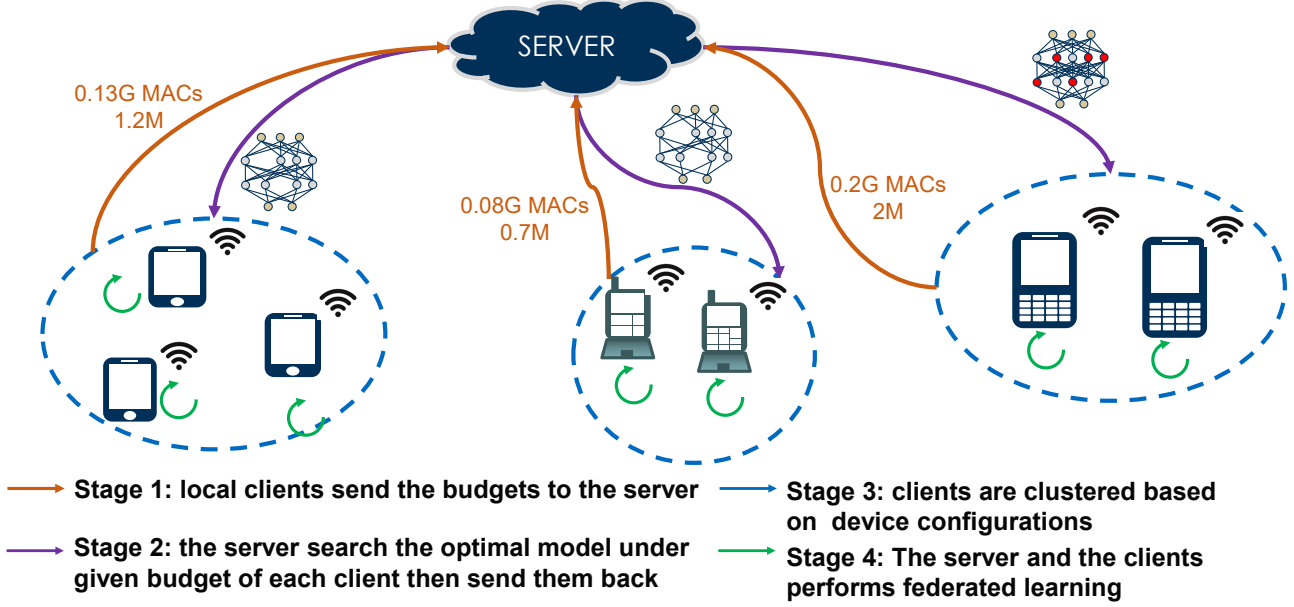 SERVER
0.13G MACs
1.2M
0.08G MACs
0.7M
0.2G MACs
2M
Stage 1: local clients send the budgets to the server
Stage 2: the server search the optimal model under
given budget of each client then send them back
Stage 3: clients are clustered based
on device configurations
Stage 4: The server and the clients
performs federated learning